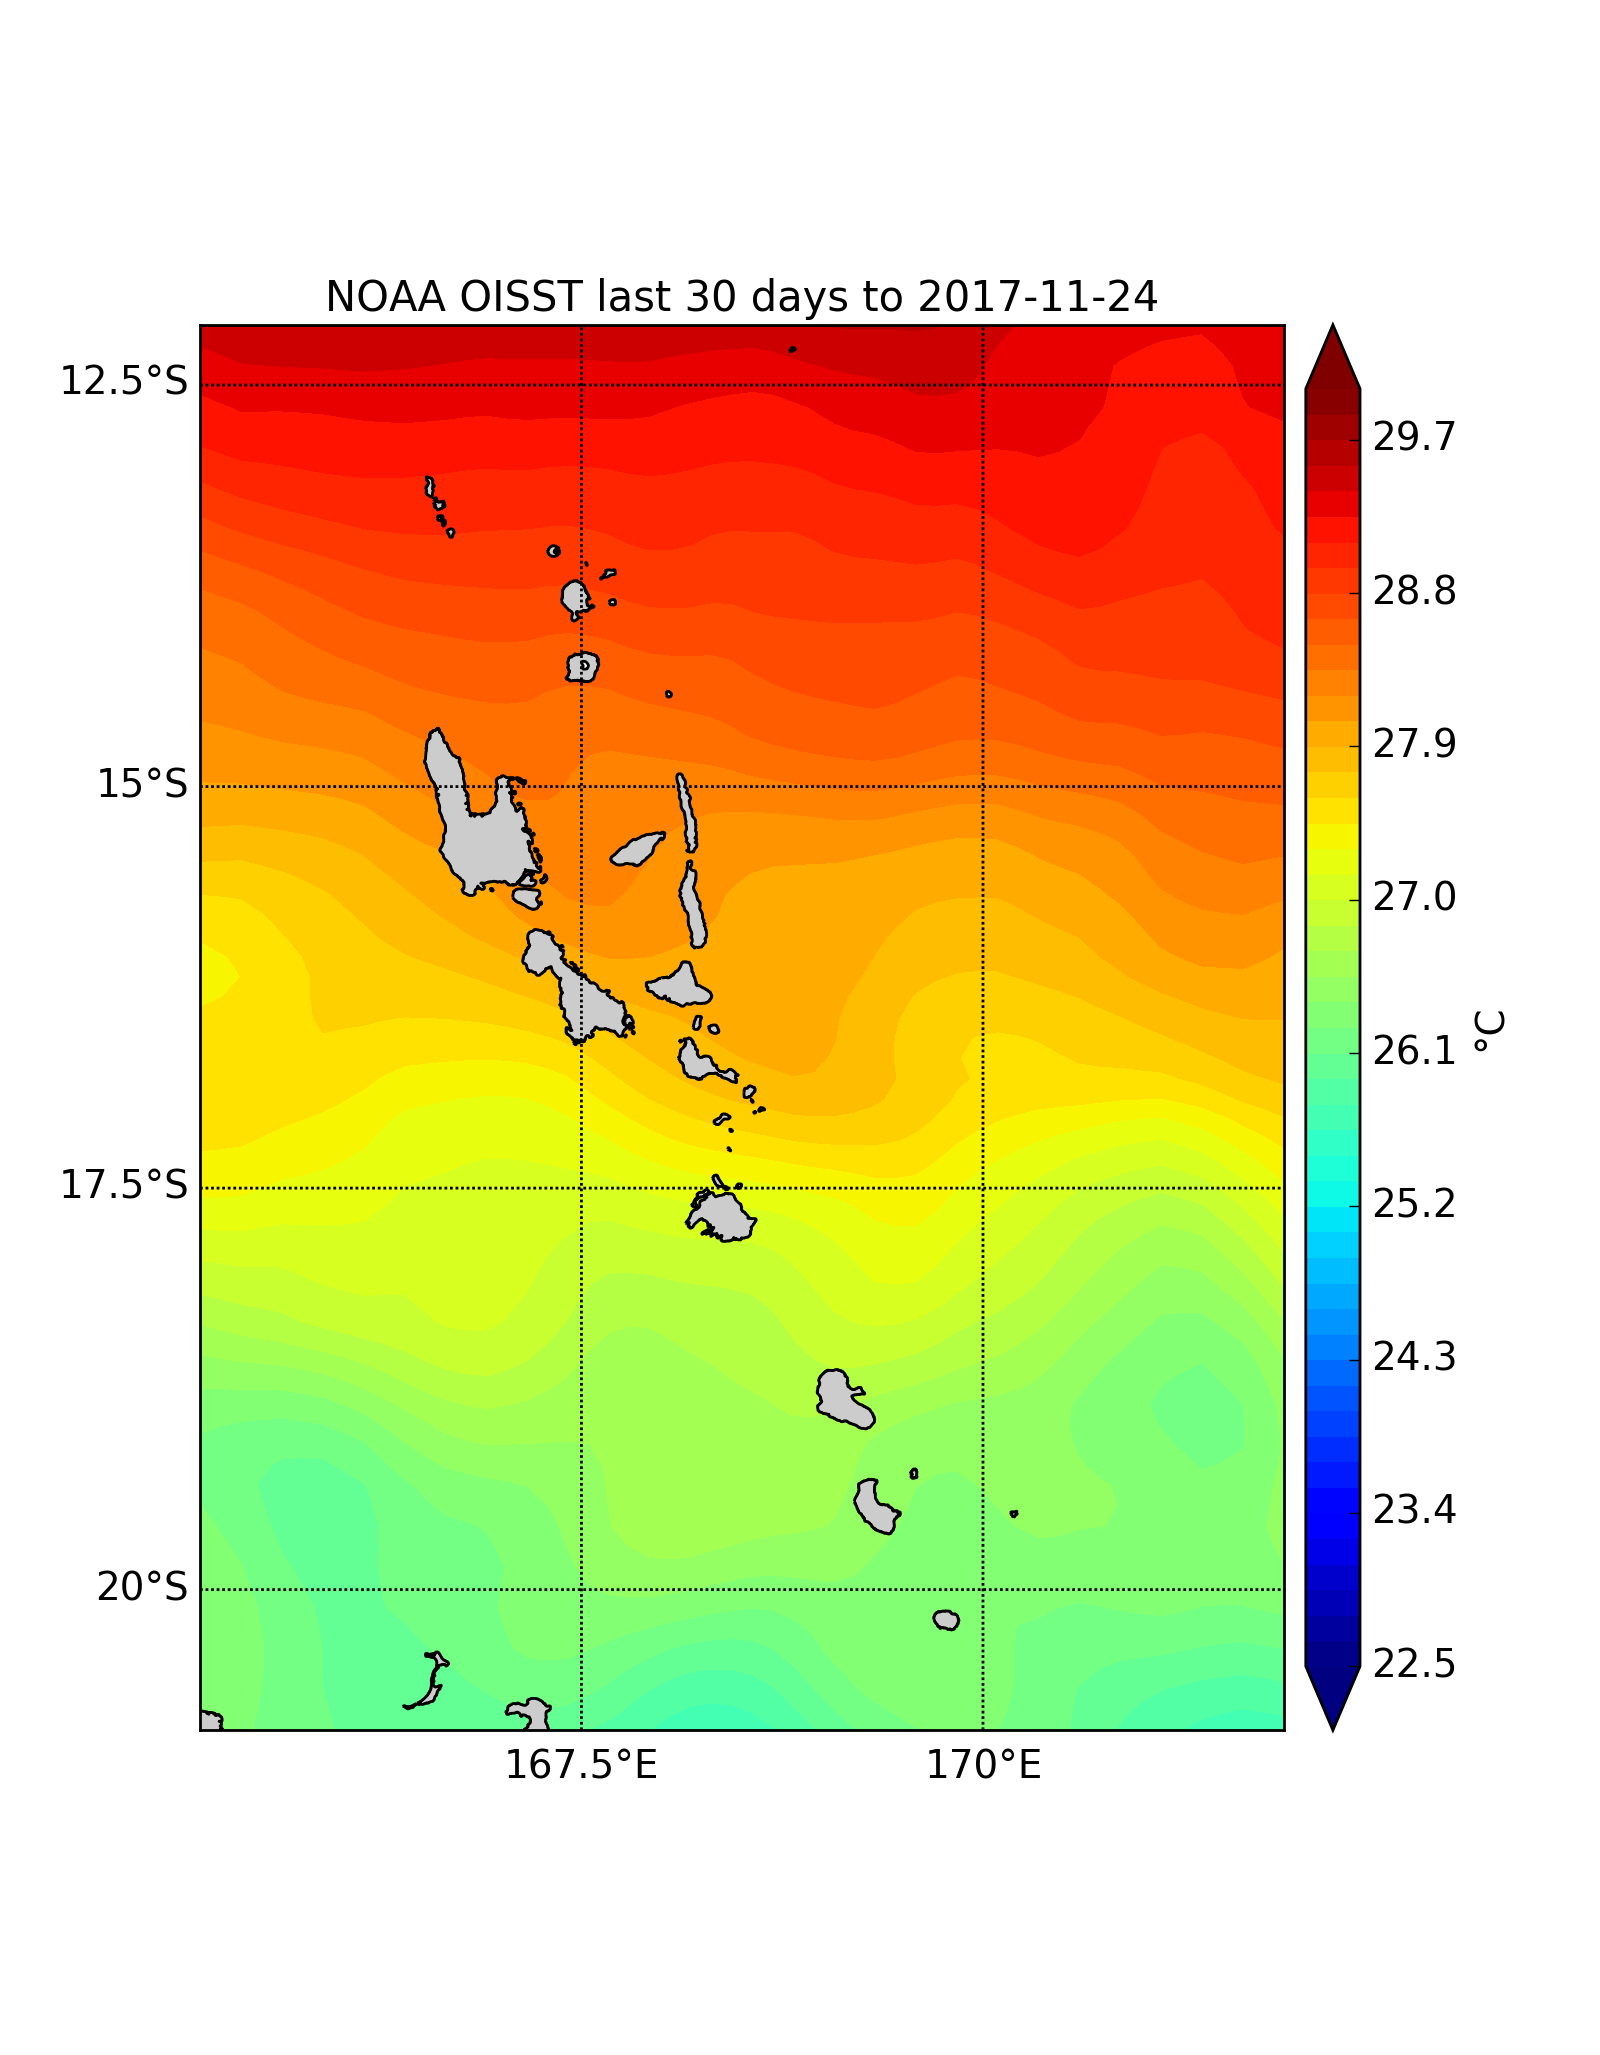 NOAA OISST last 30 days to 2017-11-24
12.5°S
15°S
17.5°S
20°S
167.5°E
170°E
29.7
28.8
27.9
27.0
26.1
25.2
24.3
23.4
22.5
°C